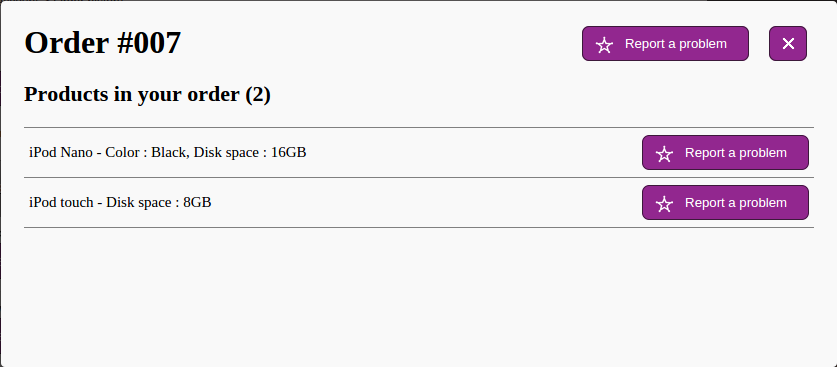 Order #007
Report a problem
Products in your order (2)
iPod Nano - Color : Black, Disk space : 16GB
Report a problem
iPod touch - Disk space : 8GB
Report a problem